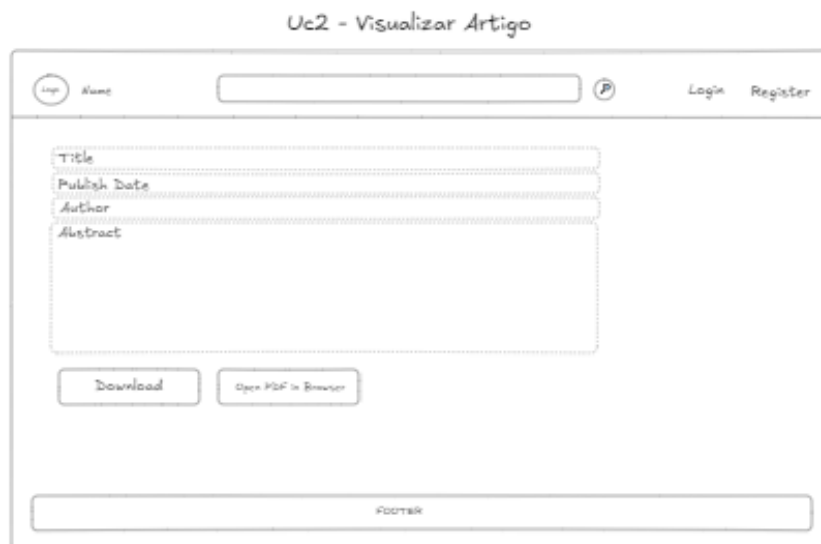 Uc2 - Visualizar Artigo
Logo Name Login Register
Title
Publish Date
Author
Abstract
Download Open PDF in Browser
FOOTER